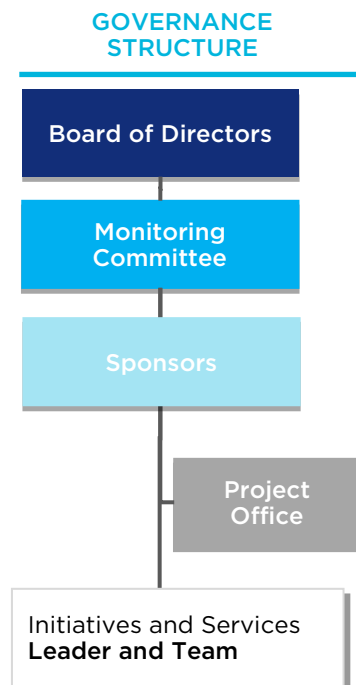 GOVERNANCE
STRUCTURE
Board of Directors
Monitoring
Committee
Sponsors
Project
Office
Initiatives and Services
Leader and Team